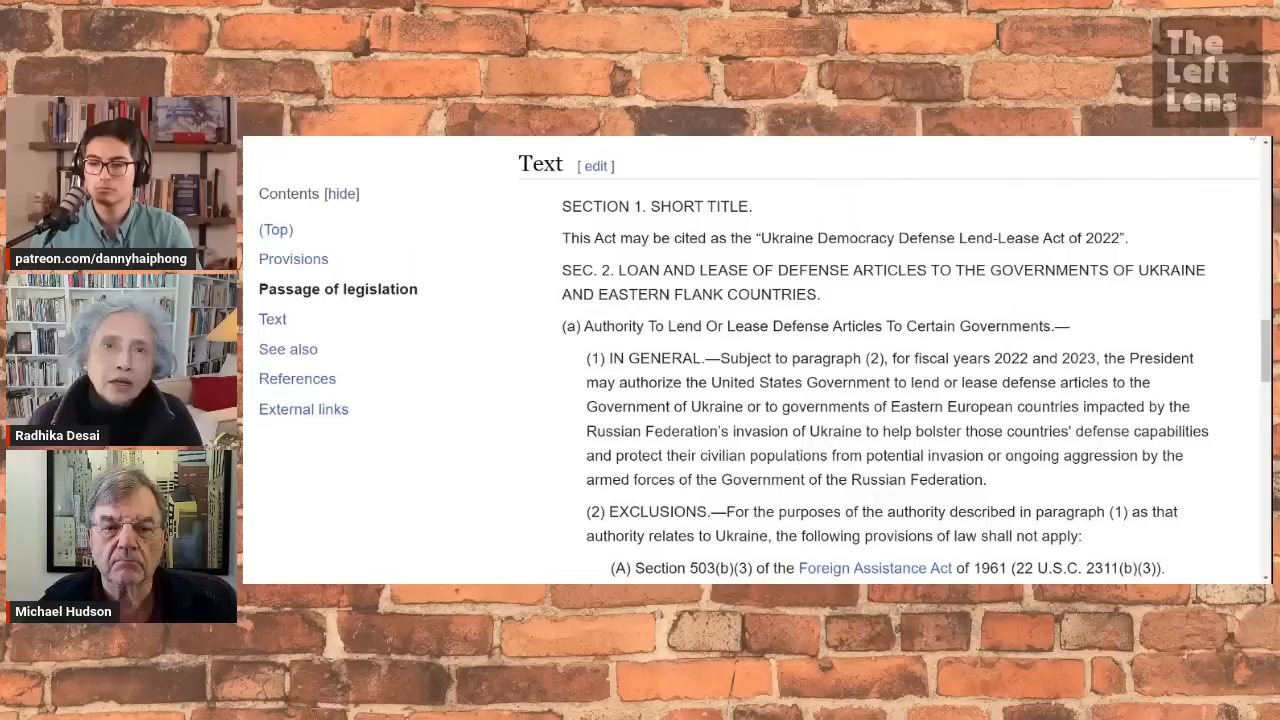 The
Left
Lens
patreon.com/dannyhaiphong
Radhika Desai
Michael Hudson
Contents [hide]
(Top)
Provisions
Passage of legislation
Text
See also
References
External links
Text [ edit ]
SECTION 1. SHORT TITLE.
This Act may be cited as the “Ukraine Democracy Defense Lend-Lease Act of 2022”.
SEC. 2. LOAN AND LEASE OF DEFENSE ARTICLES TO THE GOVERNMENTS OF UKRAINE
AND EASTERN FLANK COUNTRIES.
(a) Authority To Lend Or Lease Defense Articles To Certain Governments.—
(1) IN GENERAL.—Subject to paragraph (2), for fiscal years 2022 and 2023, the President
may authorize the United States Government to lend or lease defense articles to the
Government of Ukraine or to governments of Eastern European countries impacted by the
Russian Federation’s invasion of Ukraine to help bolster those countries' defense capabilities
and protect their civilian populations from potential invasion or ongoing aggression by the
armed forces of the Government of the Russian Federation.
(2) EXCLUSIONS.—For the purposes of the authority described in paragraph (1) as that
authority relates to Ukraine, the following provisions of law shall not apply:
(A) Section 503(b)(3) of the Foreign Assistance Act of 1961 (22 U.S.C. 2311(b)(3)).